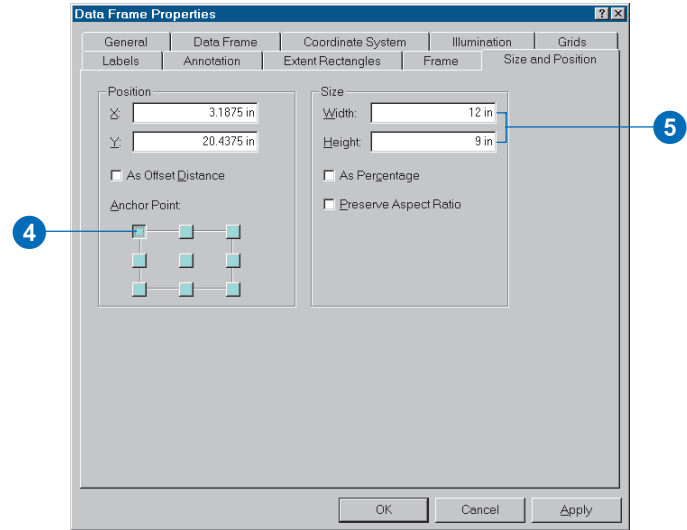 Data Frame Properties
General Data Frame Coordinate System Illumination Grids
Labels Annotation Extent Rectangles Frame Size and Position
Position Size
X: 3.1875 in Width: 12 in
5
Y: 20.4375 in Height: 9 in
As Offset Distance As Percentage
Anchor Point: Preserve Aspect Ratio
4
OK Cancel Apply